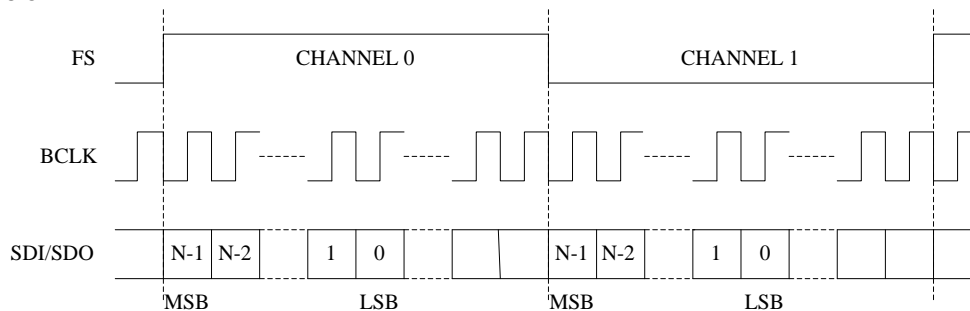 FS CHANNEL 0 CHANNEL 1
BCLK
SDI/SDO N-1 N-2 1 0 N-1 N-2 1 0
MSB LSB MSB LSB